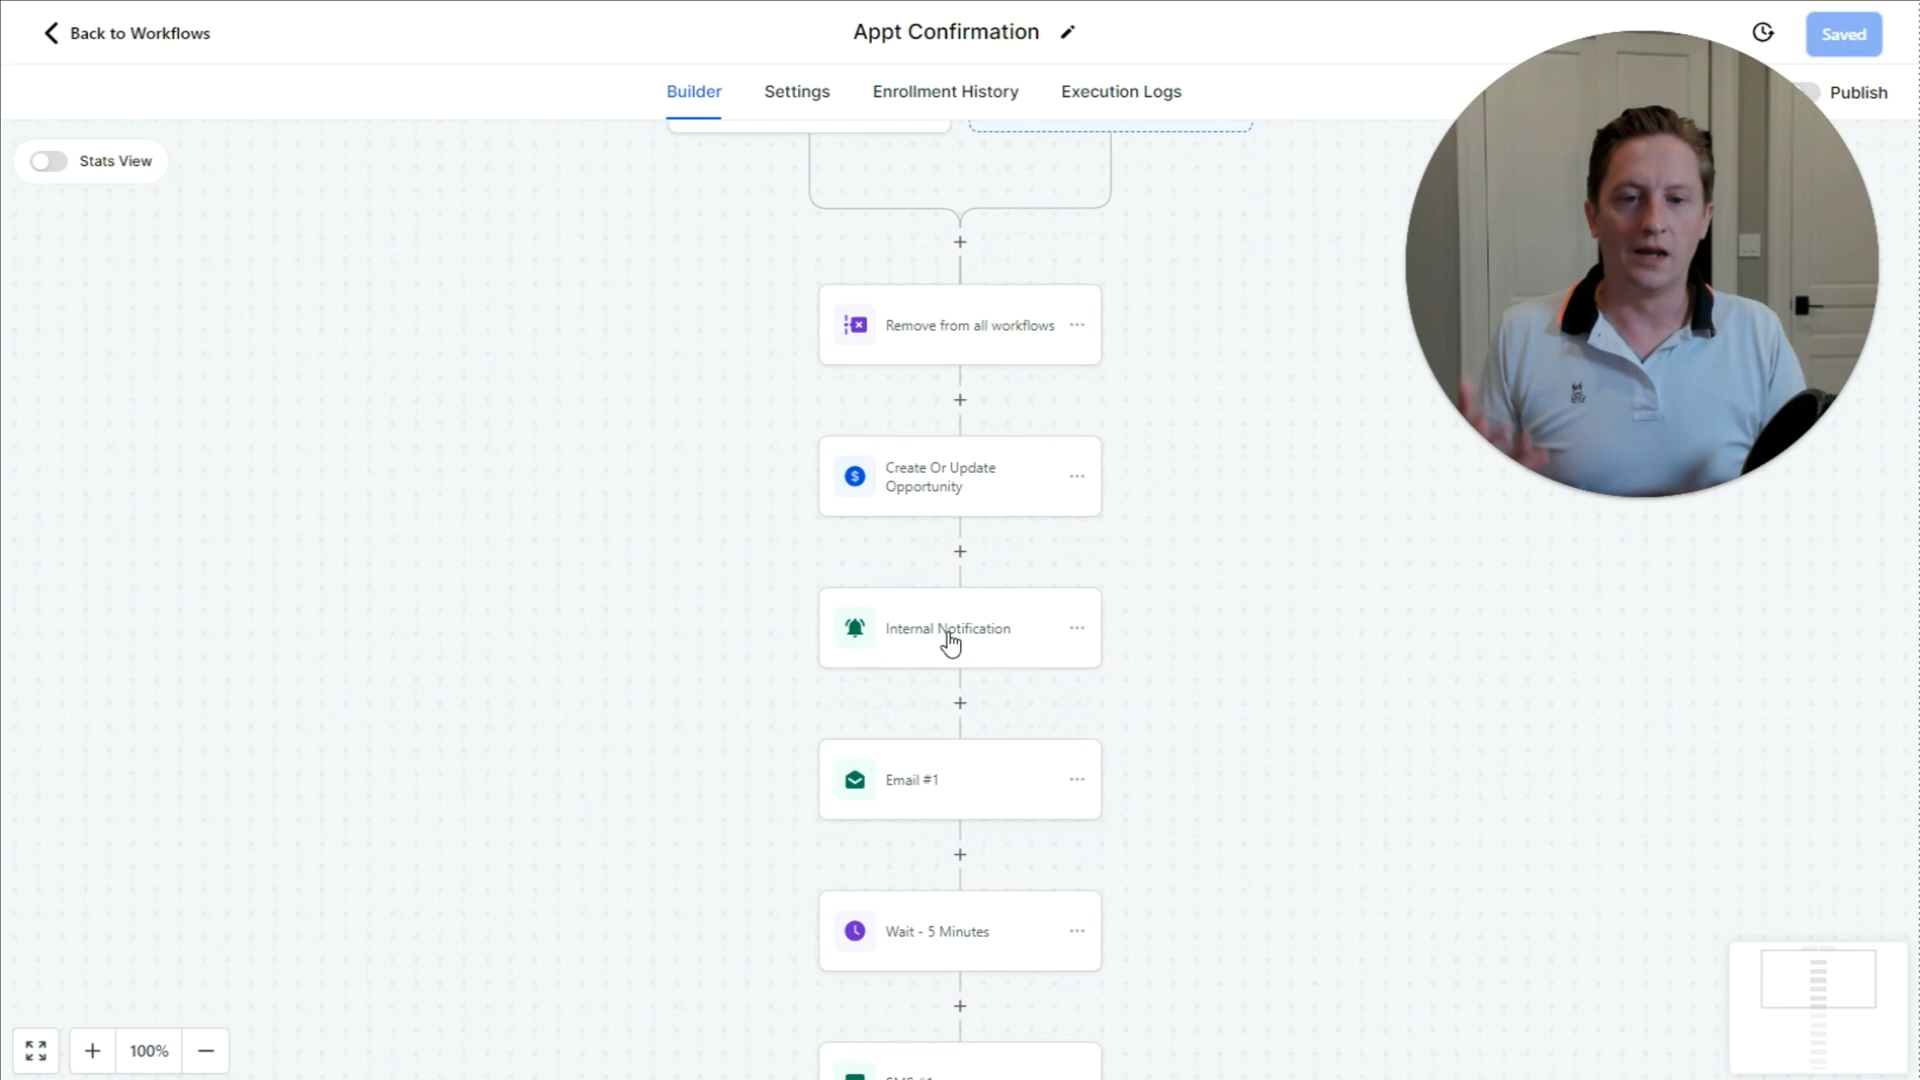 Back to Workflows
Appt Confirmation
Saved
Builder
Settings
Enrollment History
Execution Logs
Publish
Stats View
Remove from all workflows
Create Or Update
Opportunity
$
Internal Notification
Email #1
Wait - 5 Minutes
100%